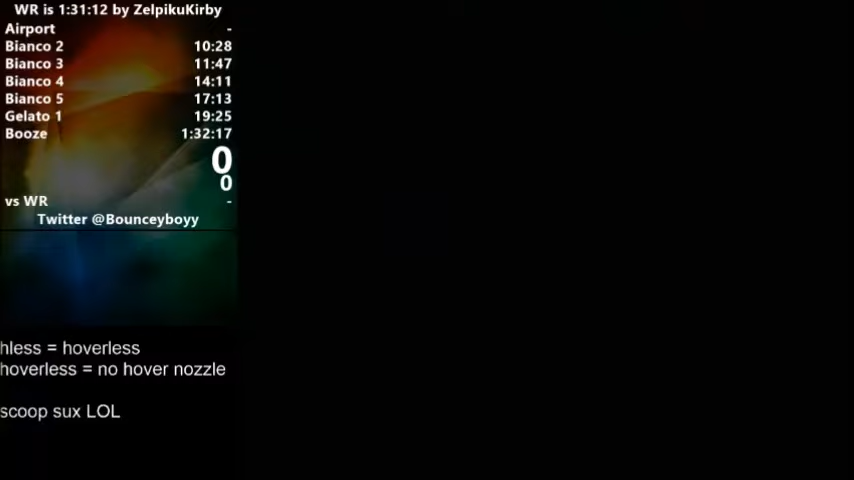 WR is 1:31:12 by ZelpikuKirby
Airport -
Bianco 2 10:28
Bianco 3 11:47
Bianco 4 14:11
Bianco 5 17:13
Gelato 1 19:25
Booze 1:32:17
0
0
vs WR -
Twitter @Bounceyboyy
hless = hoverless
hoverless = no hover nozzle
scoop sux LOL